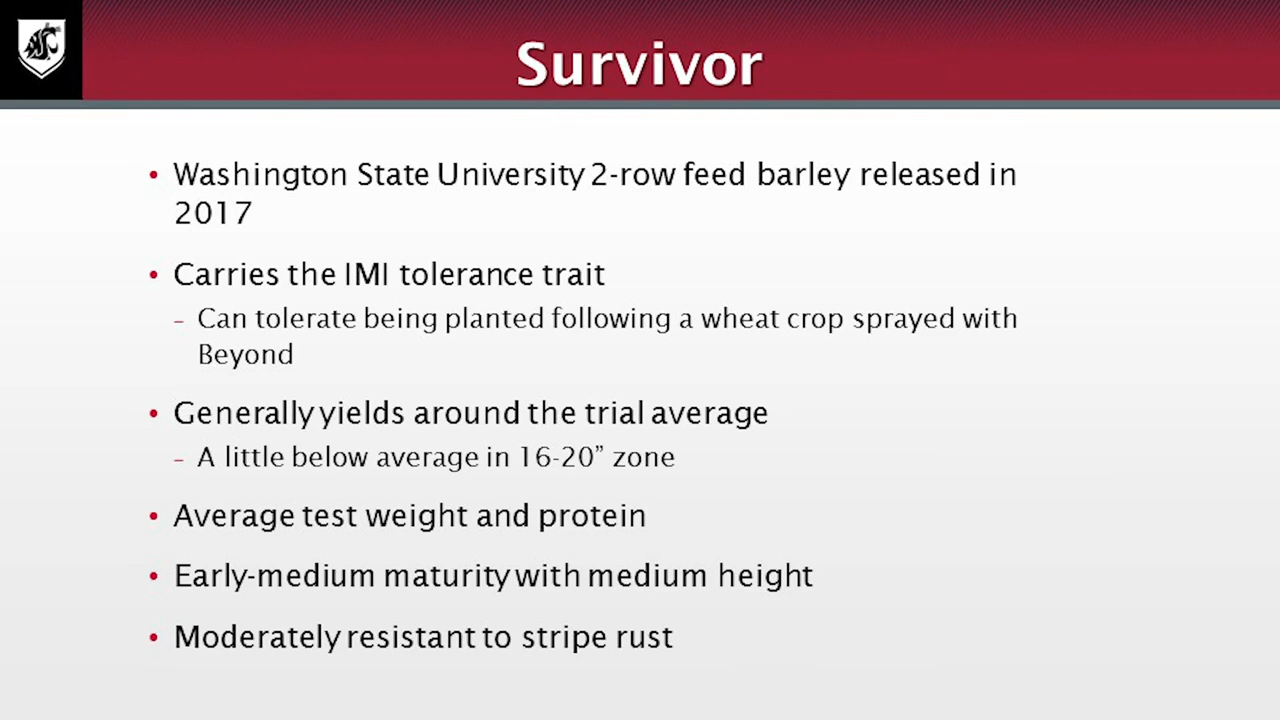 Survivor
• Washington State University 2-row feed barley released in
2017
• Carries the IMI tolerance trait
– Can tolerate being planted following a wheat crop sprayed with
Beyond
• Generally yields around the trial average
– A little below average in 16-20” zone
• Average test weight and protein
• Early-medium maturity with medium height
• Moderately resistant to stripe rust